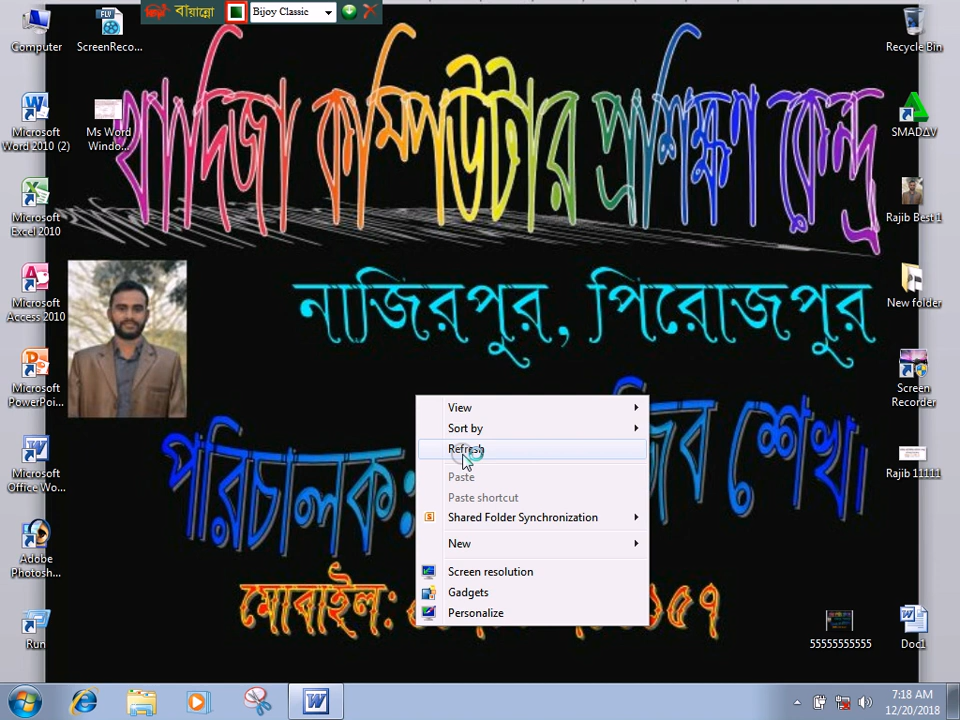 বাঁয়ান্নো
Bijoy Classic
Computer
ScreenReco...
Recycle Bin
Microsoft Word 2010 (2)
Ms Word Windo...
SMADΔV
খাদিজা কম্পিউটার প্রশিক্ষণ কেন্দ্র
Microsoft Excel 2010
Rajib Best 1
নাজিরপুর, পিরোজপুর
Microsoft Access 2010
New folder
Microsoft PowerPoi...
Screen Recorder
View
Sort by
Refresh
Paste
Paste shortcut
Shared Folder Synchronization
New
Screen resolution
Gadgets
Personalize
পরিচালক:
শেখ।
Microsoft Office Wo...
Rajib 11111
Adobe Photosh...
মোবাইল:
Run
55555555555
Doc1
7:18 AM
12/20/2018